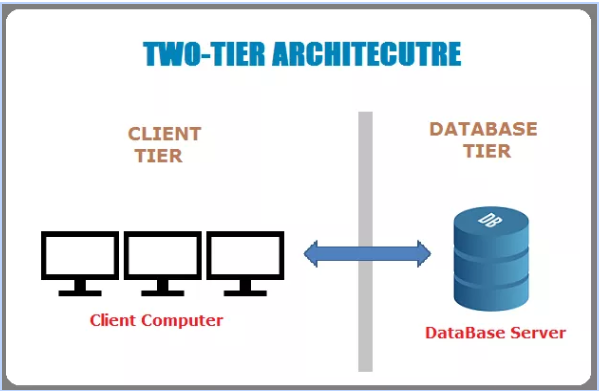 TWO-TIER ARCHITECUTRE
CLIENT
TIER
DATABASE
TIER
DB
Client Computer
DataBase Server